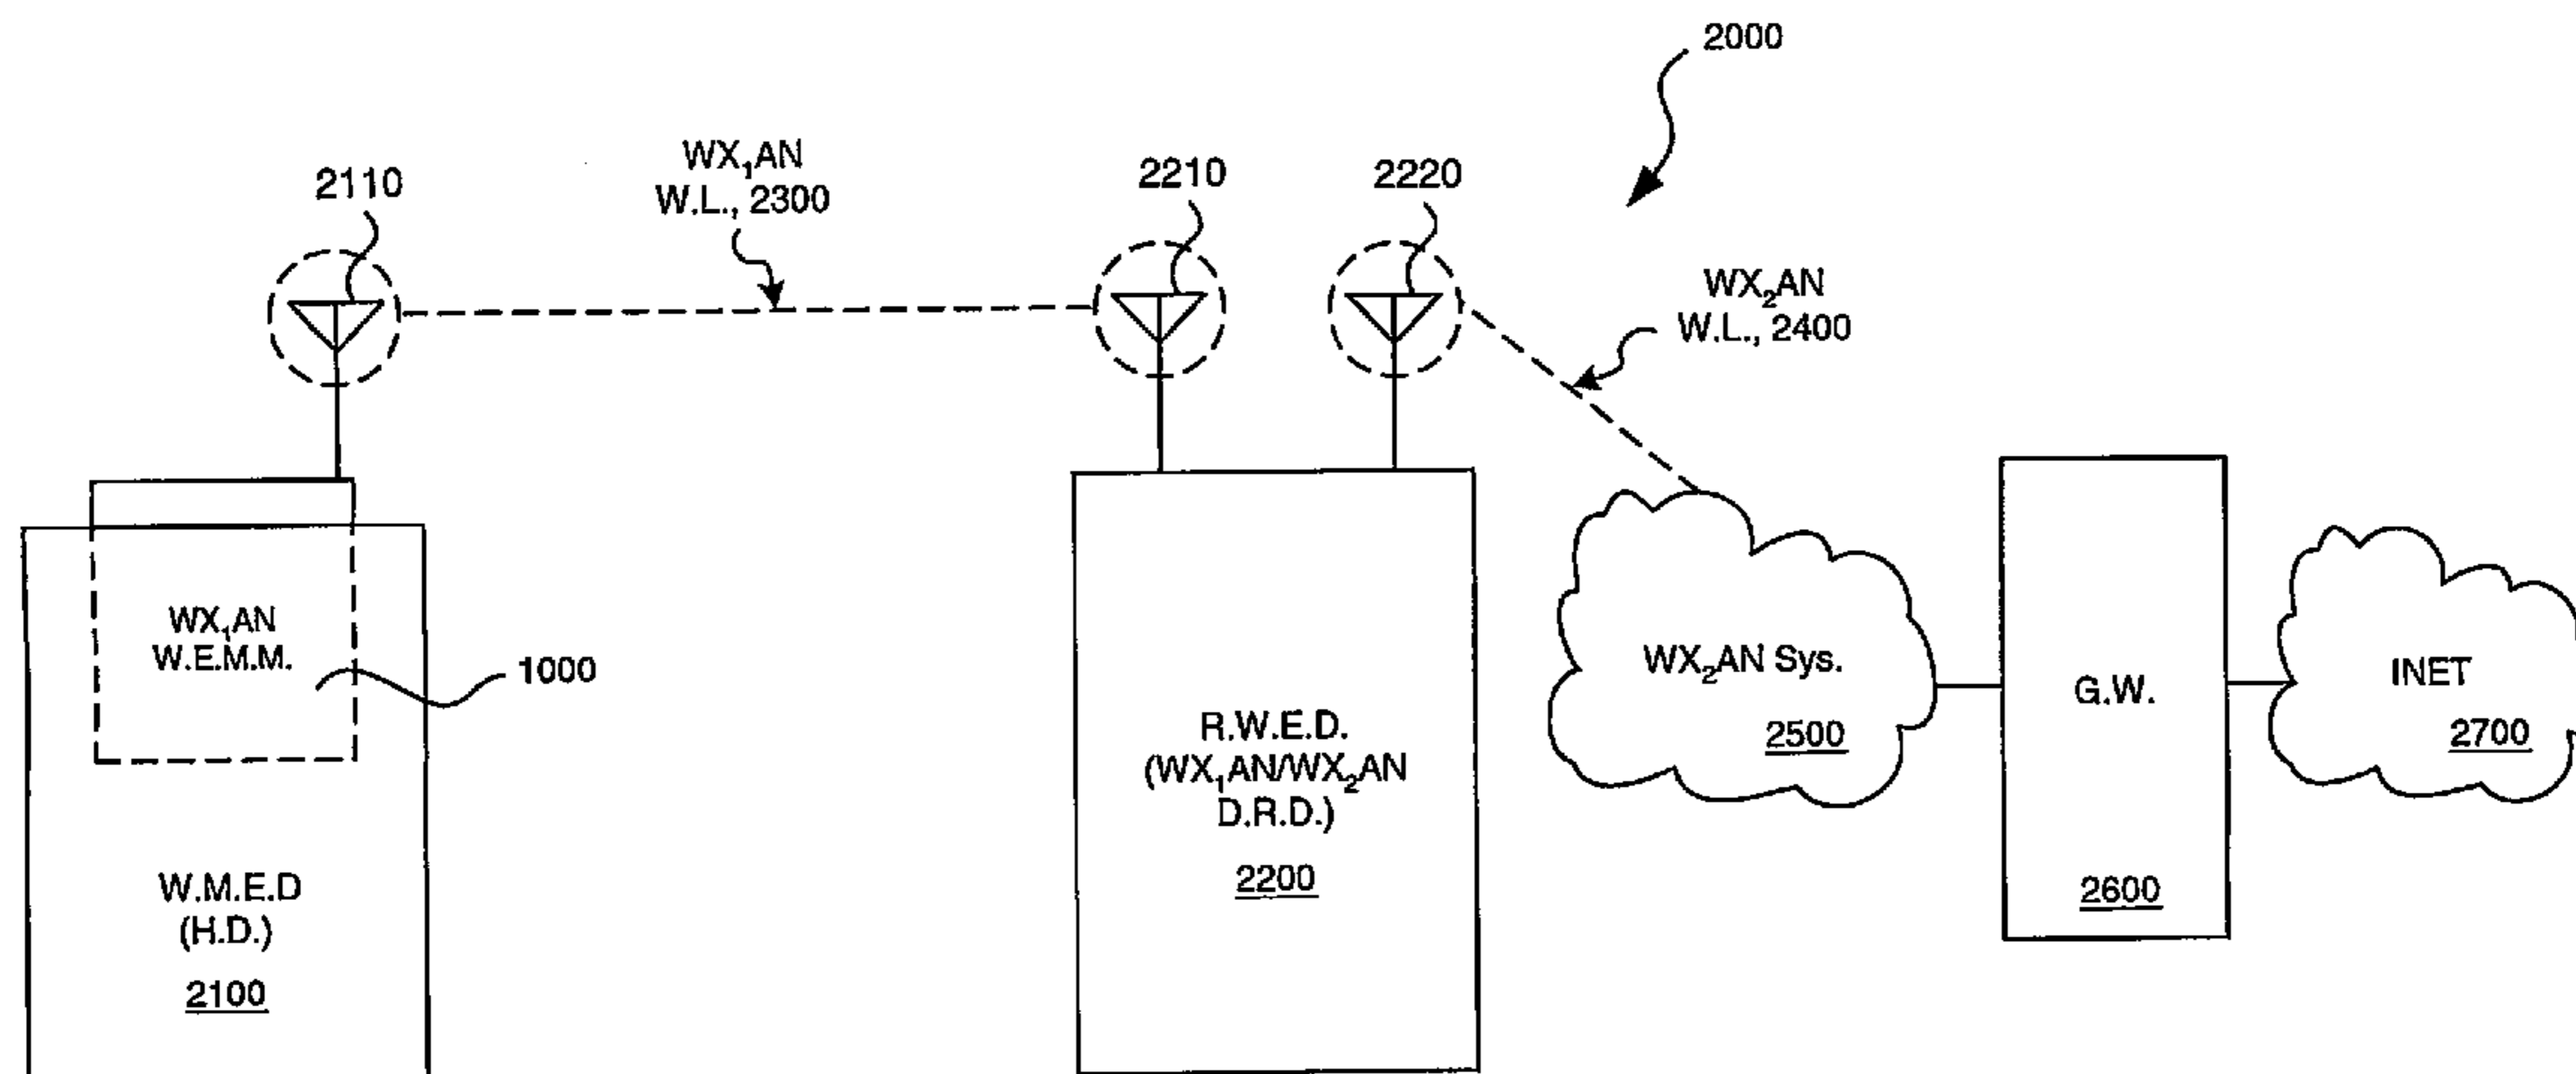 2000
2110
WX₁AN
W.L., 2300
2210
2220
WX₂AN
W.L., 2400
WX₁AN
W.E.M.M.
1000
W.M.E.D
(H.D.)
2100
R.W.E.D.
(WX₁AN/WX₂AN
D.R.D.)
2200
WX₂AN Sys.
2500
G.W.
2600
INET
2700